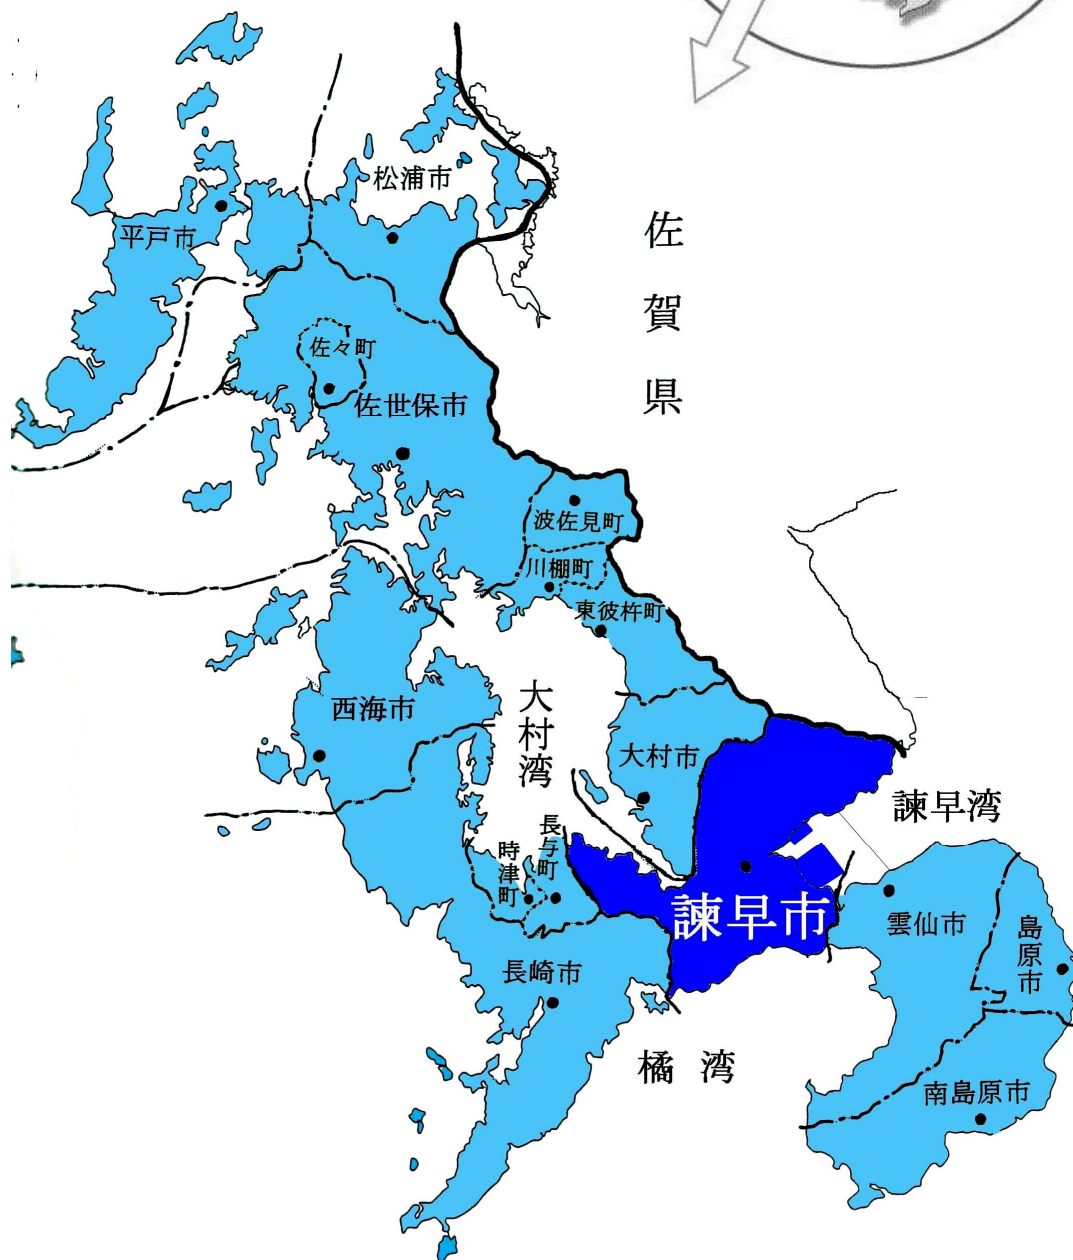 松浦市
平戸市
佐賀県
佐々町
佐世保市
波佐見町
川棚町
東彼杵町
大村湾
西海市
大村市
諫早湾
長与町
時津町
諫早市
雲仙市
島原市
長崎市
橘湾
南島原市